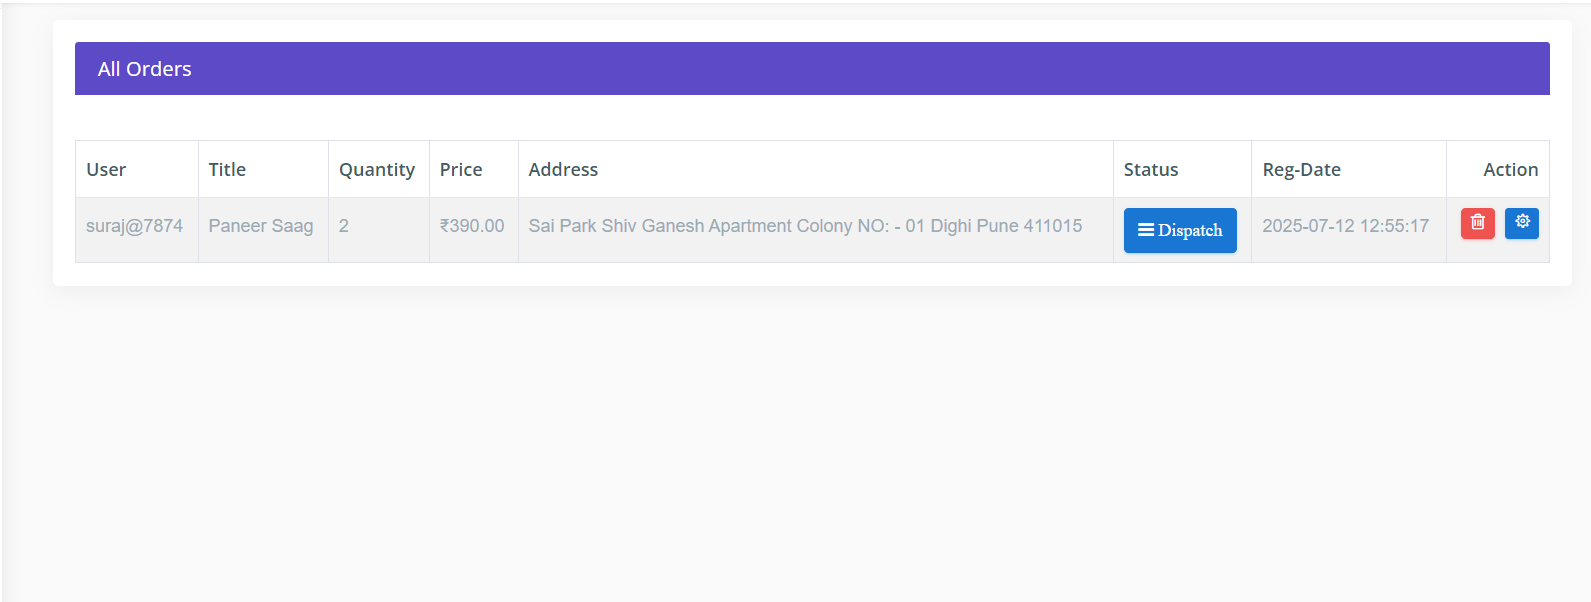 All Orders
User Title Quantity Price Address Status Reg-Date Action
suraj@7874 Paneer Saag 2 ₹390.00 Sai Park Shiv Ganesh Apartment Colony NO: - 01 Dighi Pune 411015 Dispatch 2025-07-12 12:55:17